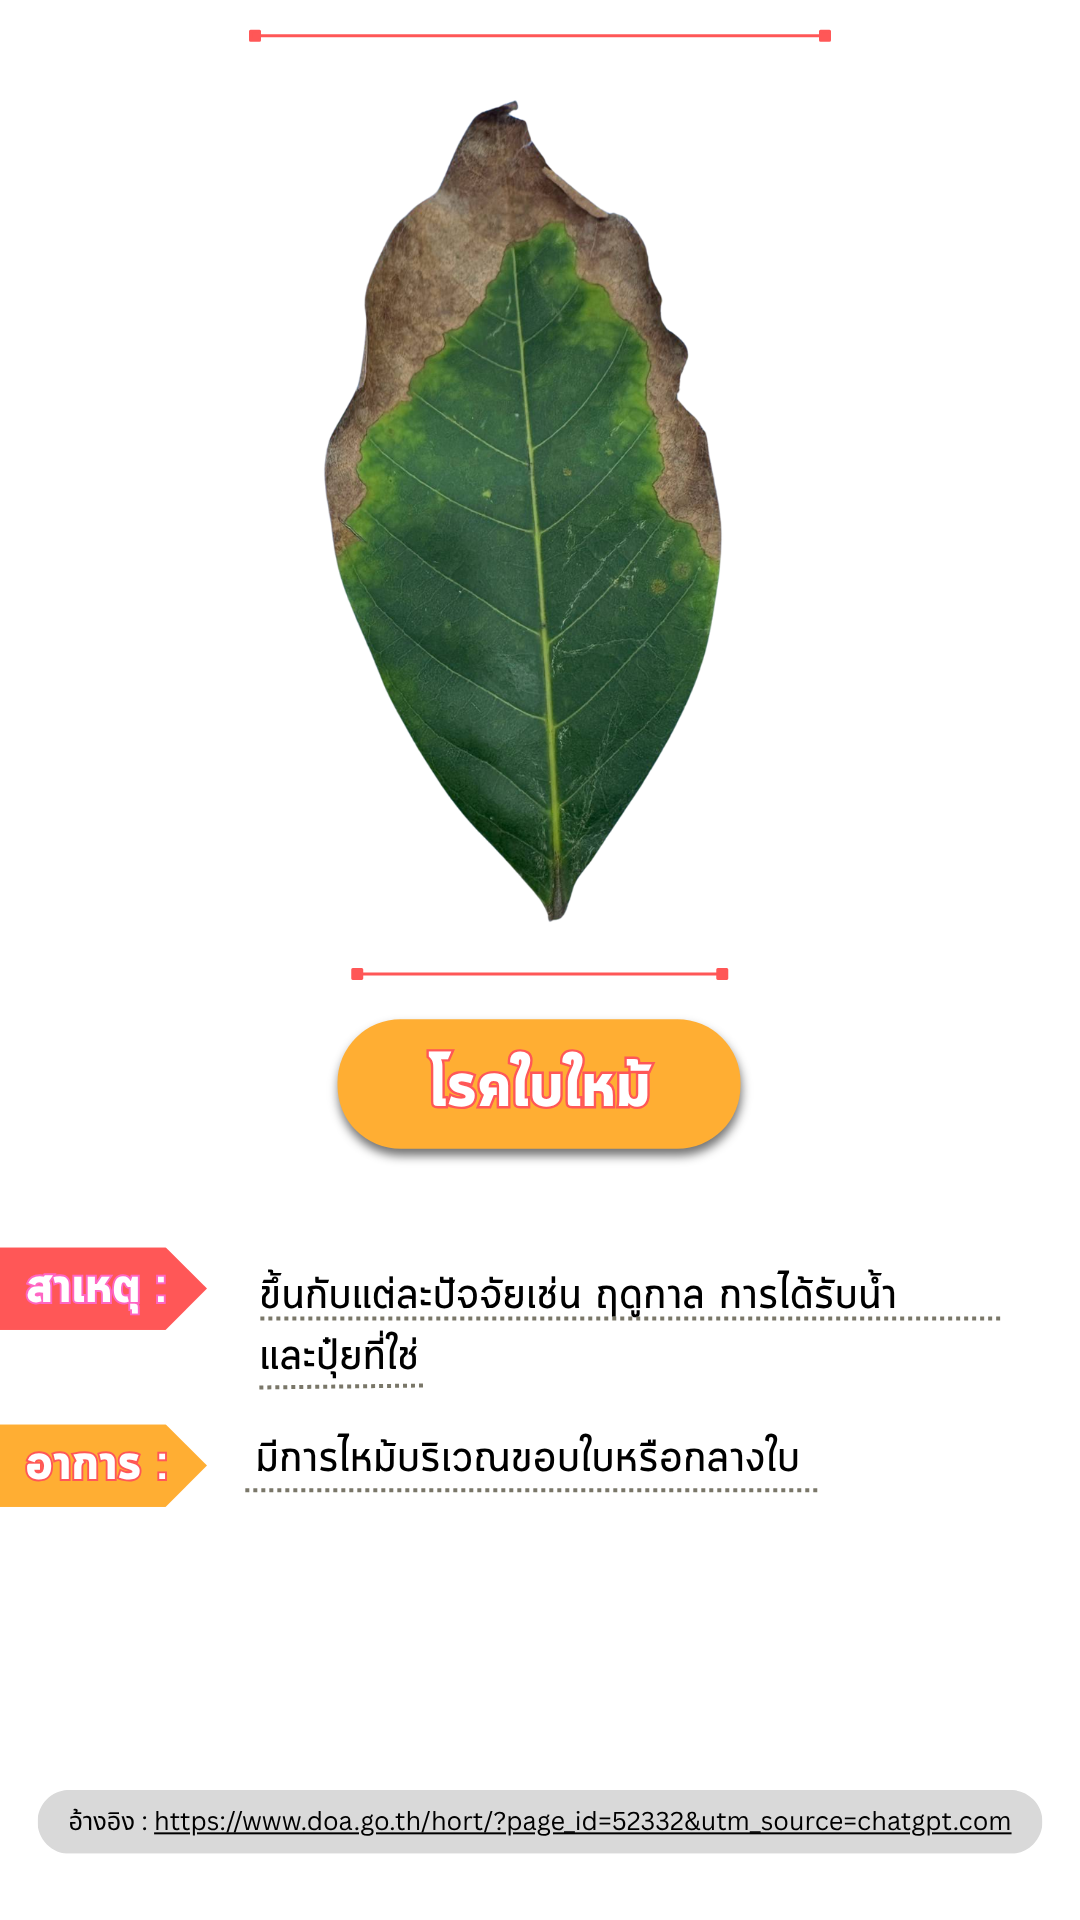 โรคใบใหม้
สาเหตุ :
ขึ้นกับแต่ละปัจจัยเช่น ฤดูกาล การได้รับน้ำ
และปุ๋ยที่ใช่
อาการ :
มีการไหม้บริเวณขอบใบหรือกลางใบ
อ้างอิง : https://www.doa.go.th/hort/?page_id=52332&utm_source=chatgpt.com